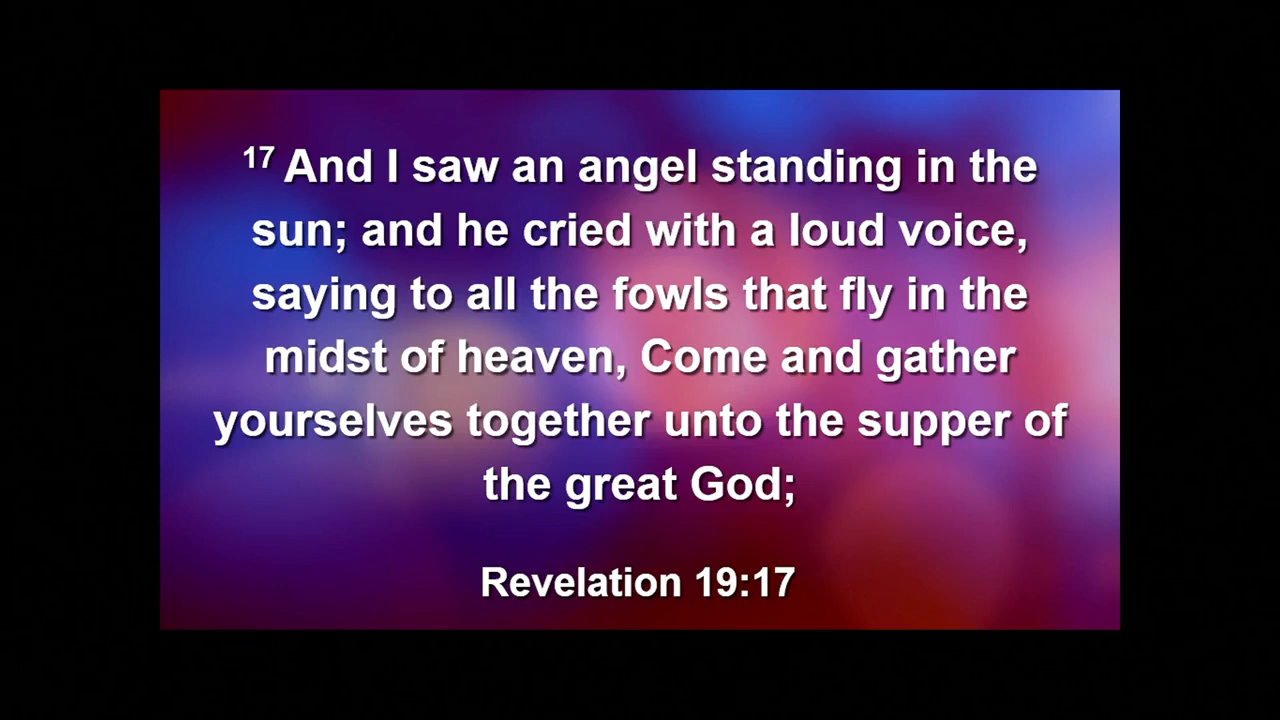 17 And I saw an angel standing in the
sun; and he cried with a loud voice,
saying to all the fowls that fly in the
midst of heaven, Come and gather
yourselves together unto the supper of
the great God;
Revelation 19:17